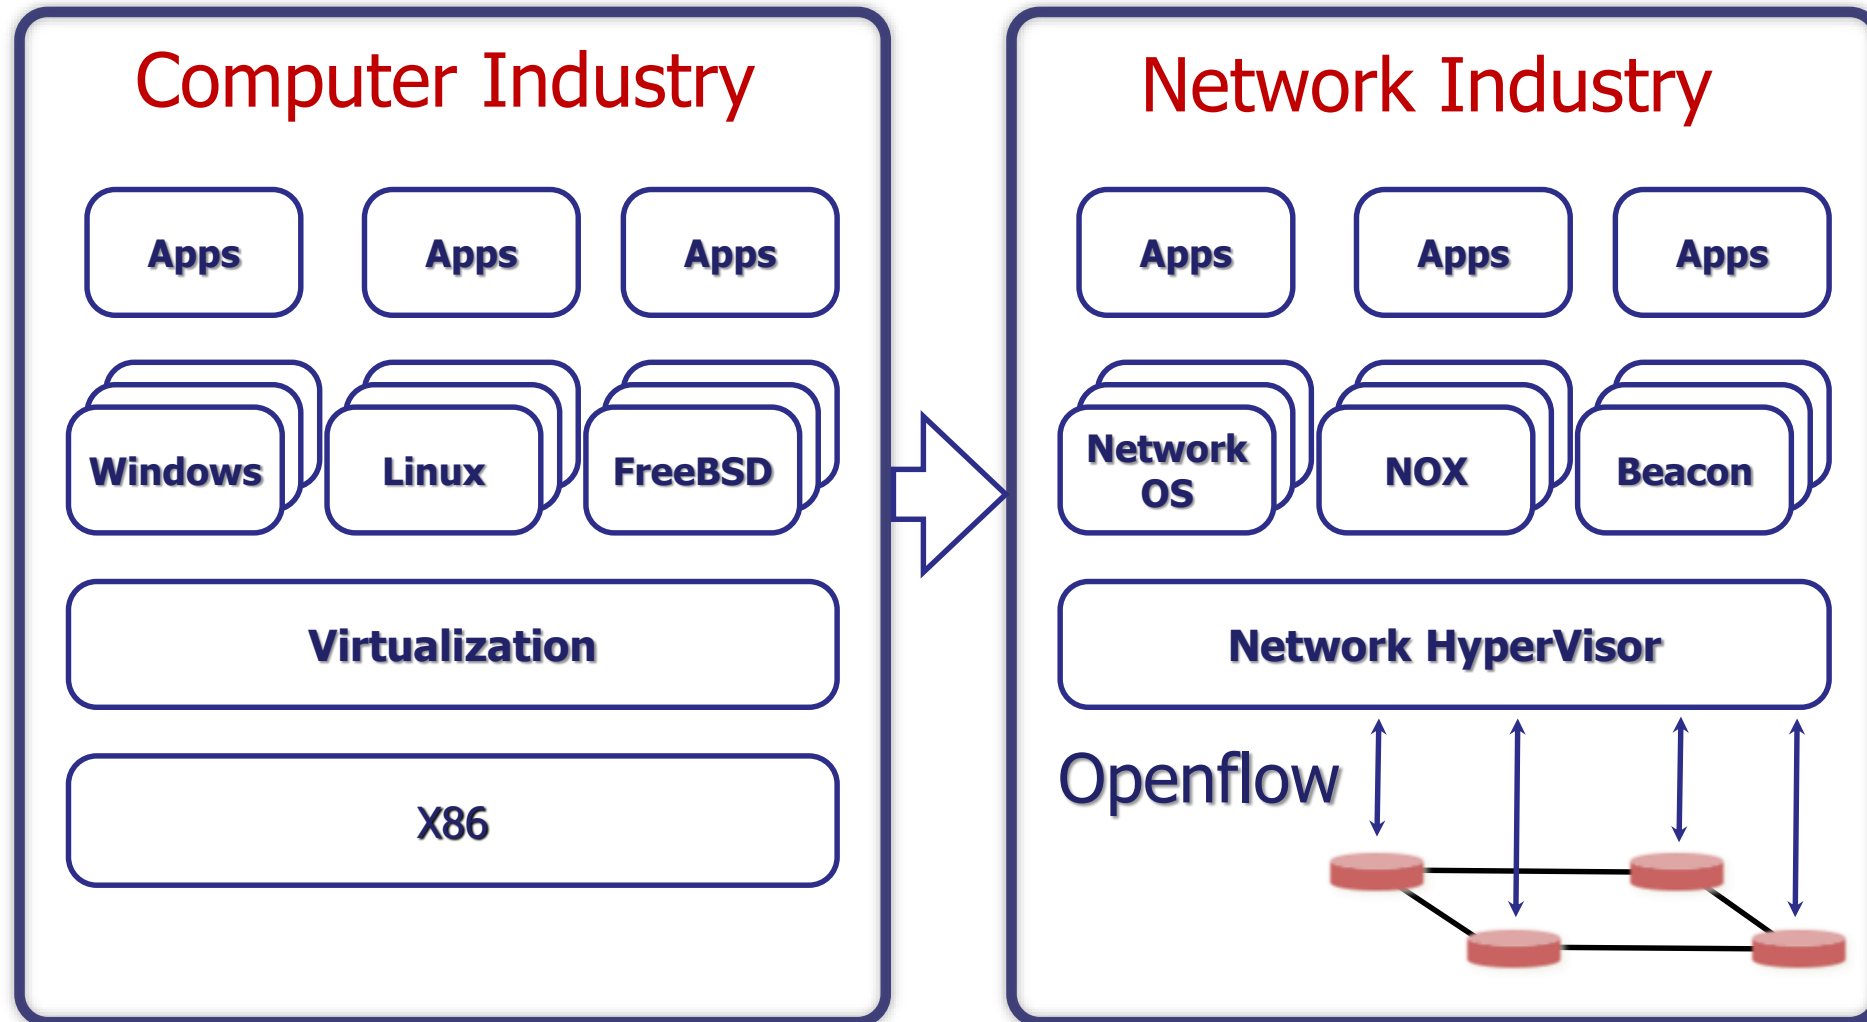 Computer Industry
Apps
Apps
Apps
Windows
Linux
FreeBSD
Virtualization
X86
Network Industry
Apps
Apps
Apps
Network
OS
NOX
Beacon
Network HyperVisor
Openflow